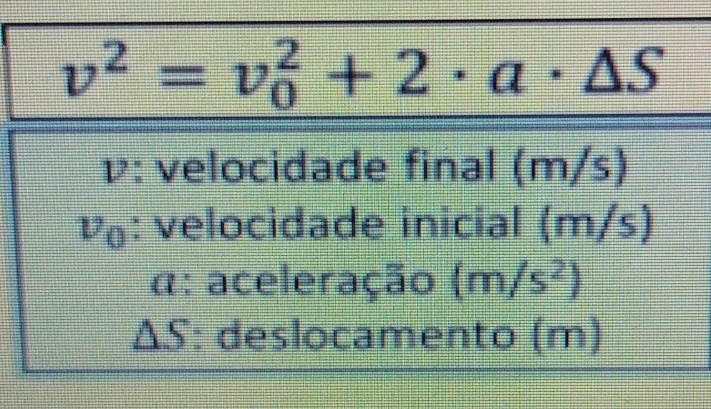 v² = v₀² + 2 · a · ΔS
v: velocidade final (m/s)
v₀: velocidade inicial (m/s)
a: aceleração (m/s²)
ΔS: deslocamento (m)